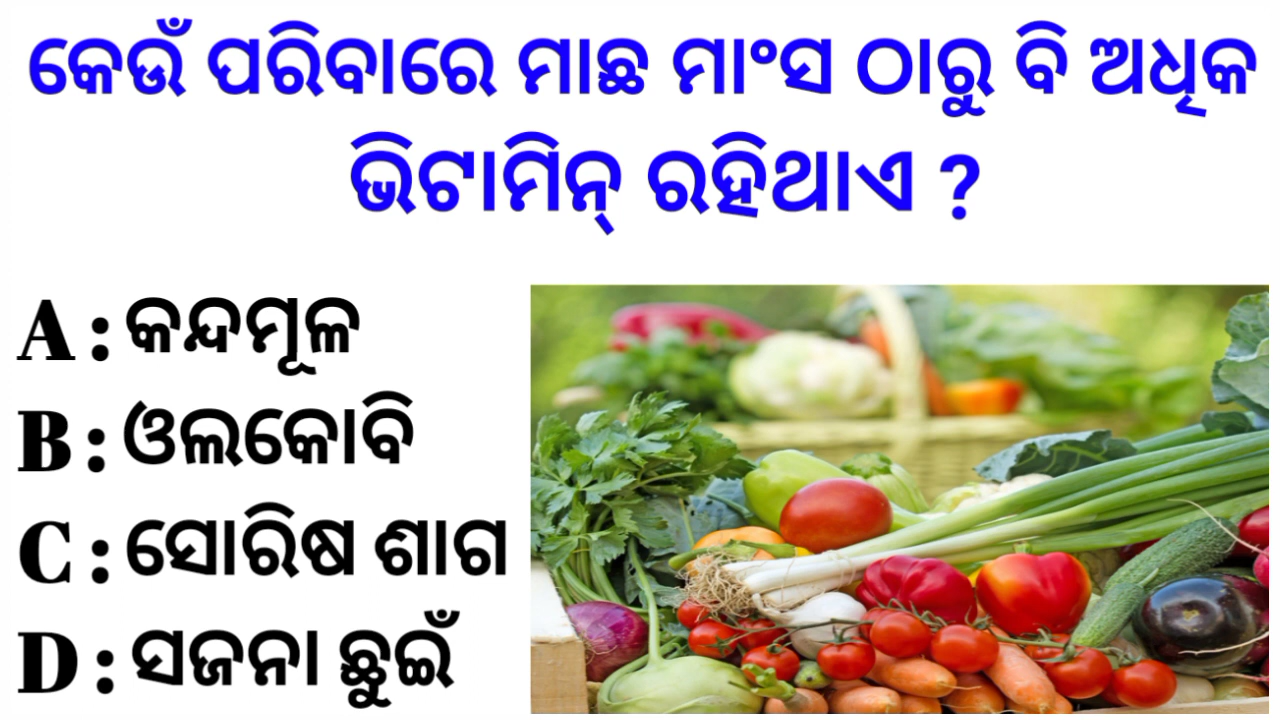 କେଉଁ ପରିବାରେ ମାଛ ମାଂସ ଠାରୁ ବି ଅଧିକ
ଭିଟାମିନ୍ ରହିଥାଏ ?
A : କନ୍ଦମୂଳ
B : ଓଲକୋବି
C : ସୋରିଷ ଶାଗ
D : ସଜନା ଛୁଇଁ